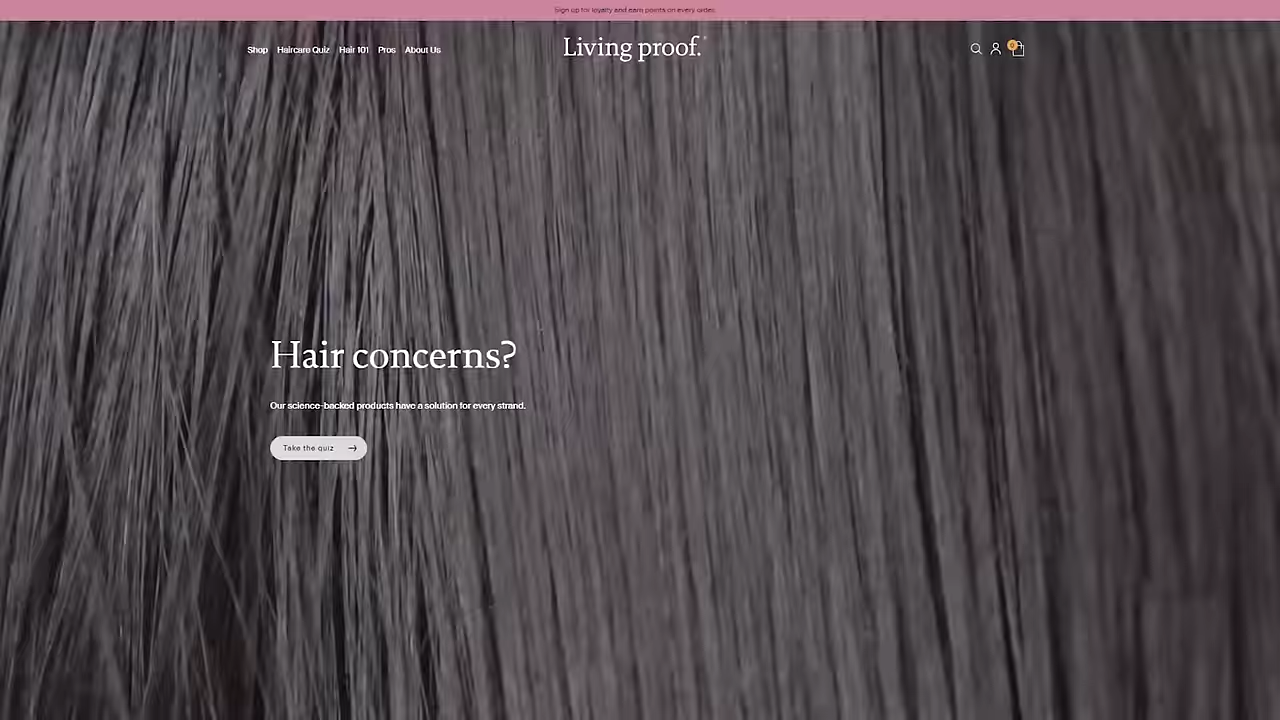 Sign up for loyalty and earn points on every order.
Shop Haircare Quiz Hair 101 Pros About Us
Living proof.®
0
Hair concerns?
Our science-backed products have a solution for every strand.
Take the quiz →